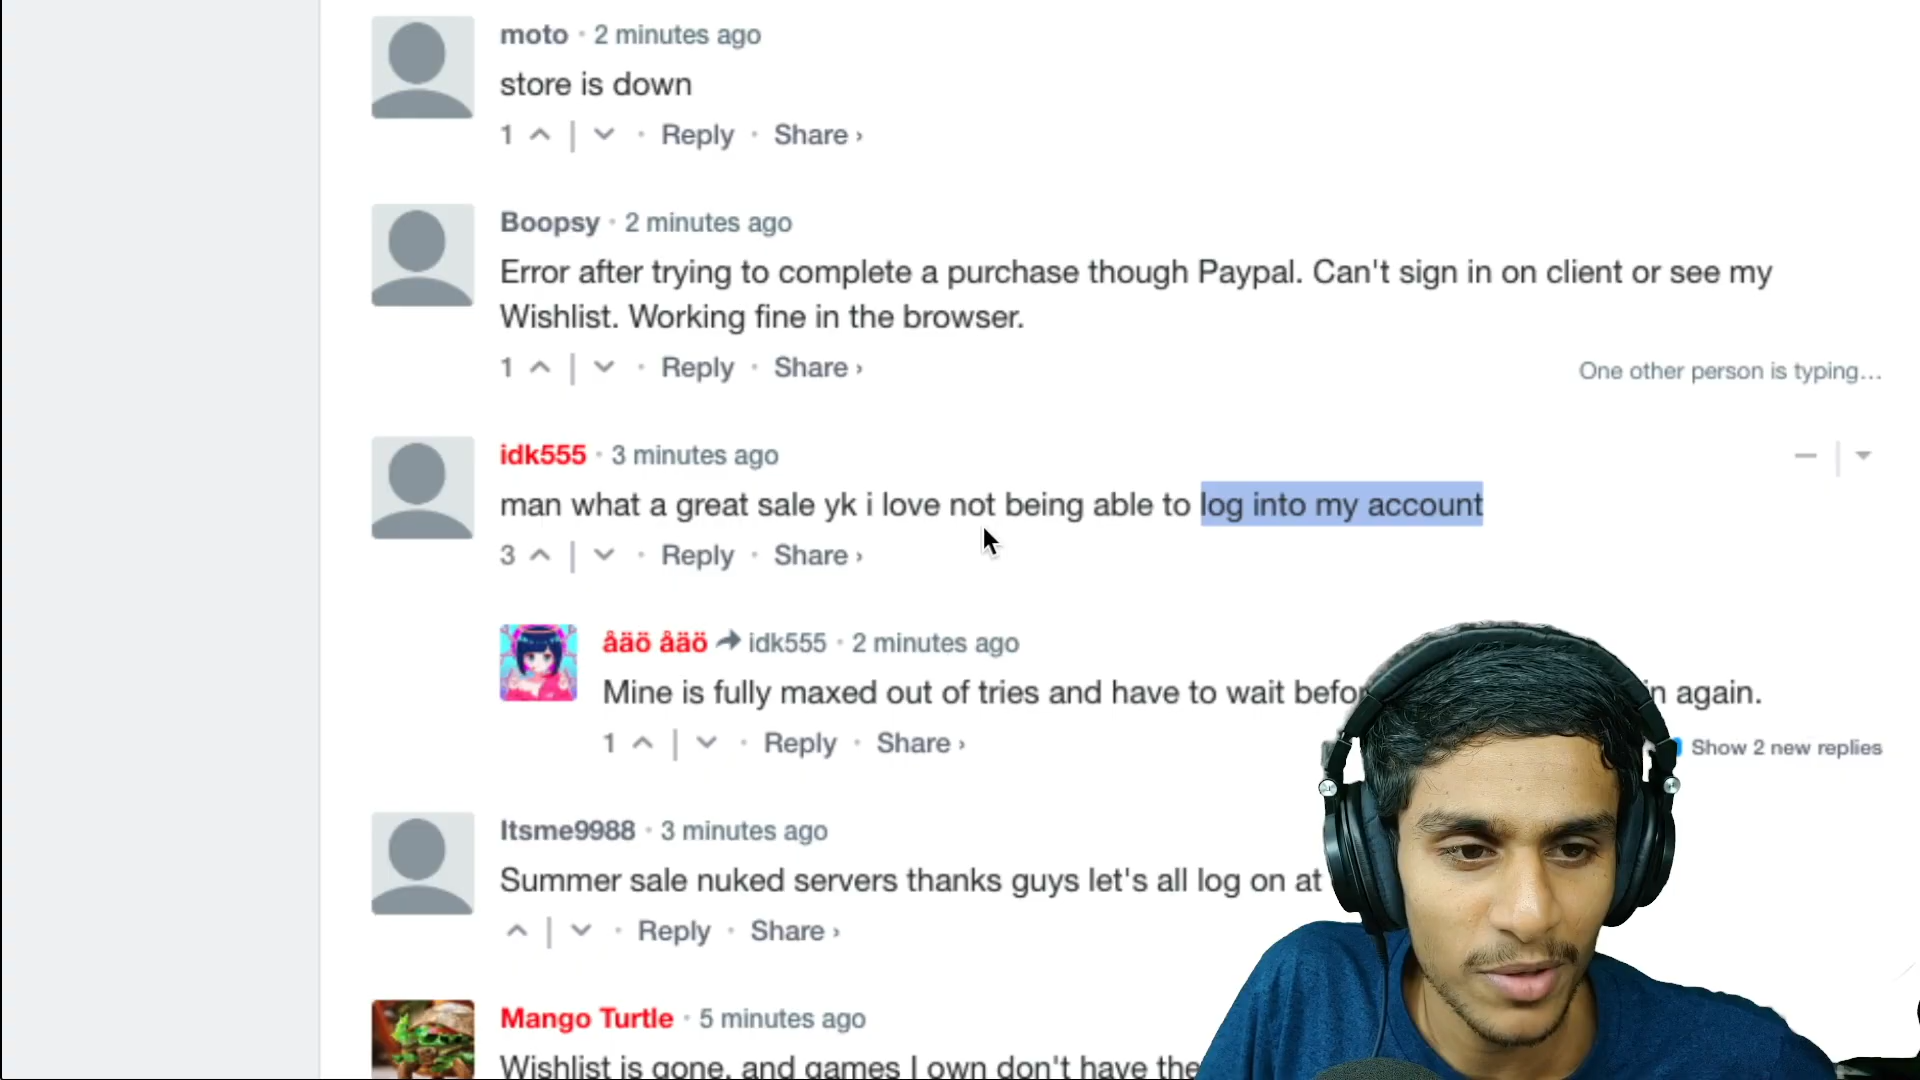 moto • 2 minutes ago
store is down
1 | • Reply • Share ›
Boopsy • 2 minutes ago
Error after trying to complete a purchase though Paypal. Can't sign in on client or see my
Wishlist. Working fine in the browser.
1 | • Reply • Share ›
One other person is typing...
idk555 • 3 minutes ago
man what a great sale yk i love not being able to log into my account
3 | • Reply • Share ›
åäö åäö idk555 • 2 minutes ago
Mine is fully maxed out of tries and have to wait again.
1 | • Reply • Share ›
Show 2 new replies
Itsme9988 • 3 minutes ago
Summer sale nuked servers thanks guys let's all log on at
| • Reply • Share ›
Mango Turtle • 5 minutes ago
Wishlist is gone, and games I own don't have the